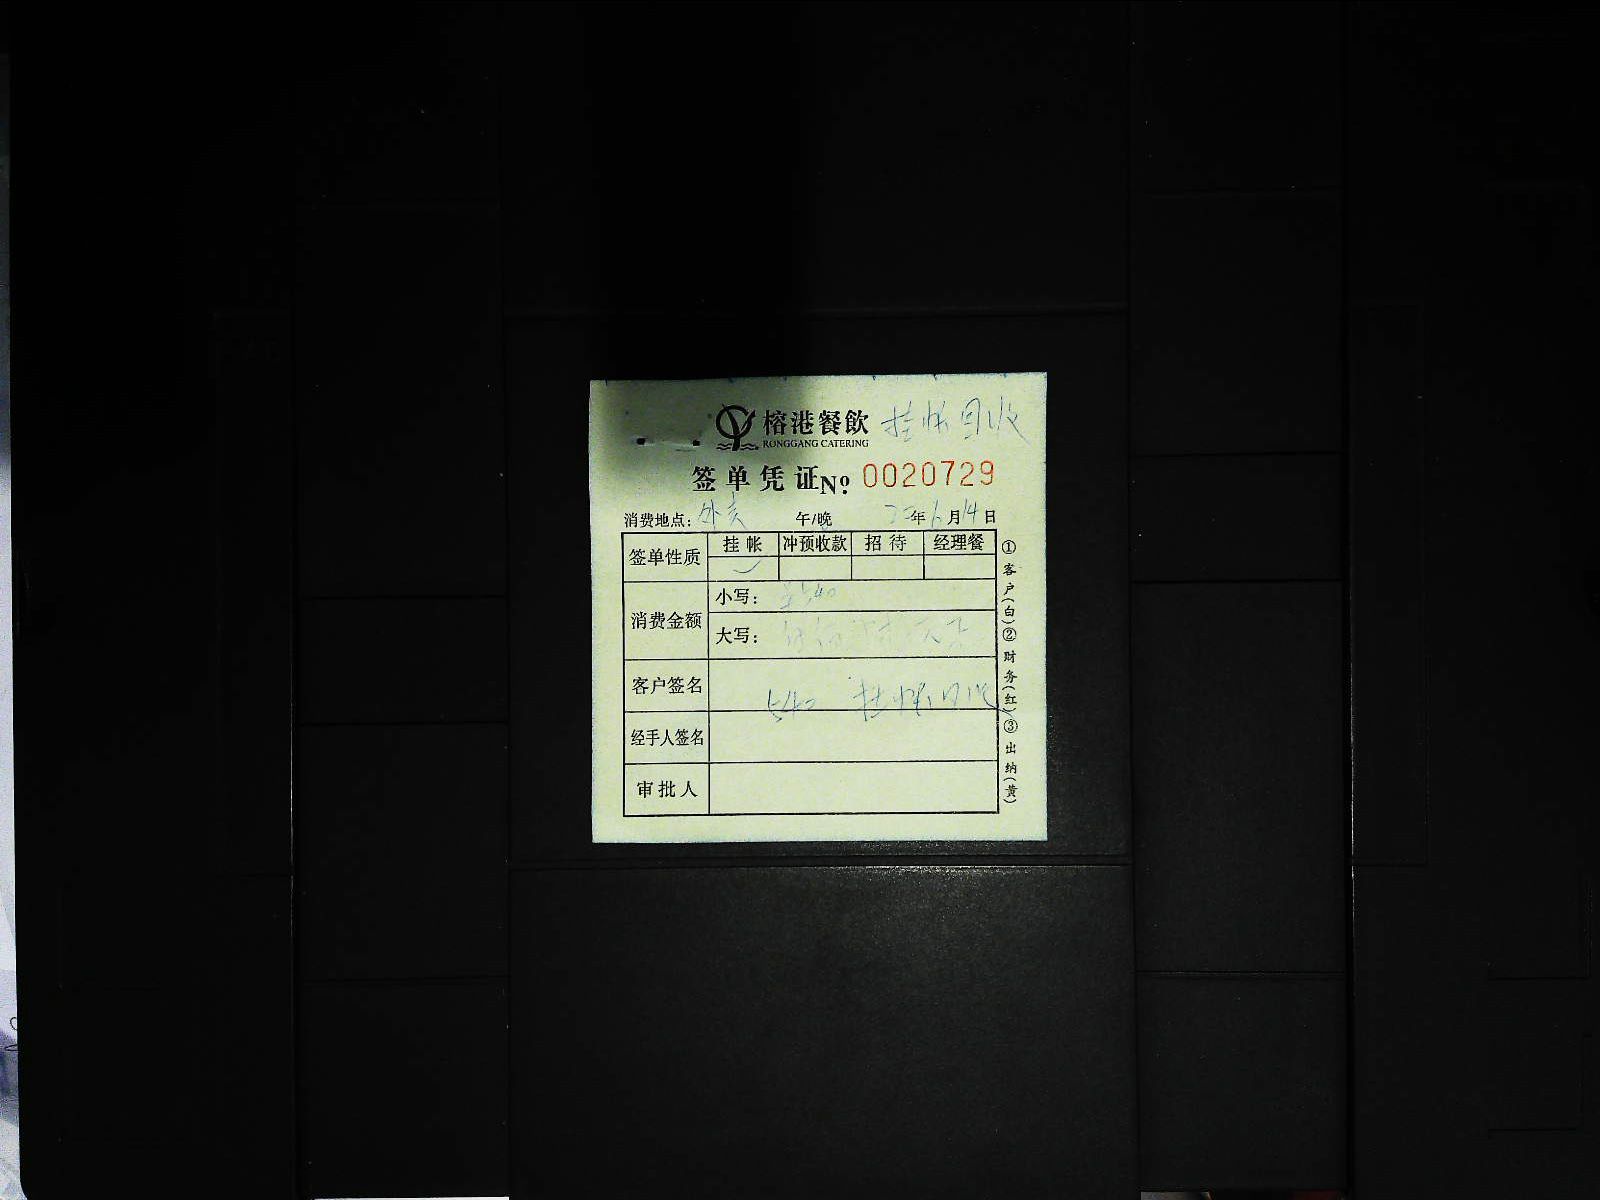 榕港餐飲 挂帐回收
RONGGANG CATERING
签单凭证 No 0020729
消费地点：外卖 午/晚 年6月14日
签单性质 挂帐 冲预收款 招待 经理餐
消费金额 小写：
大写：
客户签名 540 挂帐回收
经手人签名
审批人
①客户(白)②财务(红)③出纳(黄)